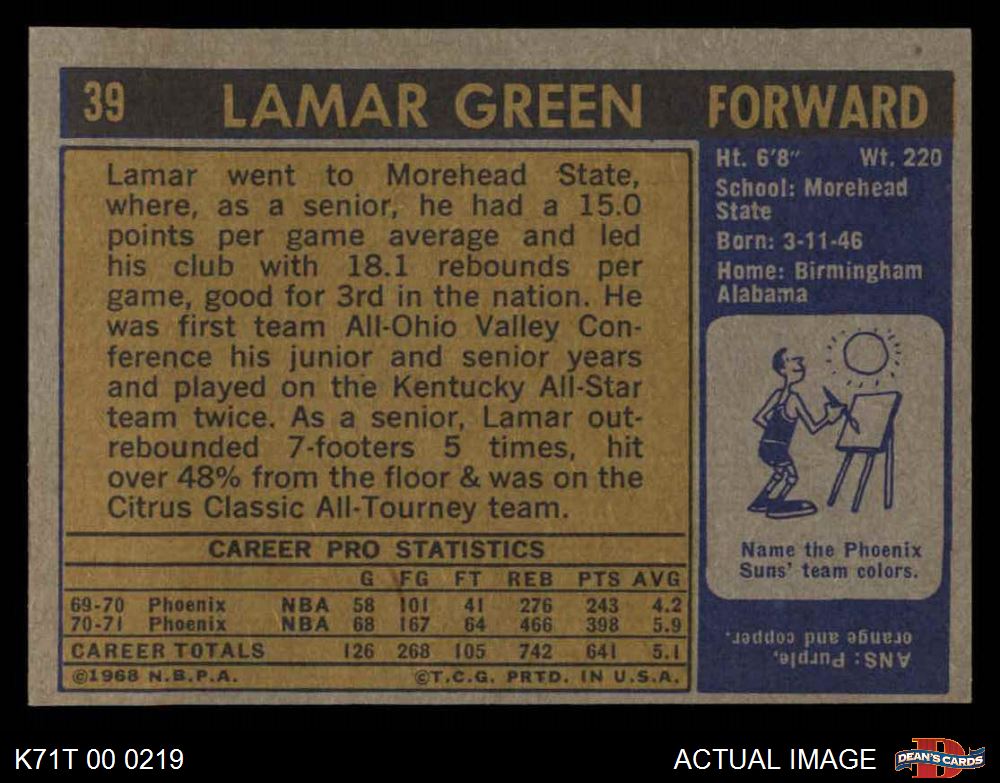 39 LAMAR GREEN FORWARD
Lamar went to Morehead State,
where, as a senior, he had a 15.0
points per game average and led
his club with 18.1 rebounds per
game, good for 3rd in the nation. He
was first team All-Ohio Valley Con-
ference his junior and senior years
and played on the Kentucky All-Star
team twice. As a senior, Lamar out-
rebounded 7-footers 5 times, hit
over 48% from the floor & was on the
Citrus Classic All-Tourney team.
CAREER PRO STATISTICS
G FG FT REB PTS AVG
69-70 Phoenix NBA 58 101 41 276 243 4.2
70-71 Phoenix NBA 68 167 64 466 398 5.9
CAREER TOTALS 126 268 105 742 641 5.1
©1968 N.B.P.A. ©T.C.G. PRTD. IN U.S.A.
Ht. 6'8" Wt. 220
School: Morehead
State
Born: 3-11-46
Home: Birmingham
Alabama
Name the Phoenix
Suns' team colors.
ANS: Purple,
orange and copper.
K71T 00 0219
ACTUAL IMAGE
D
DEAN'S CARDS